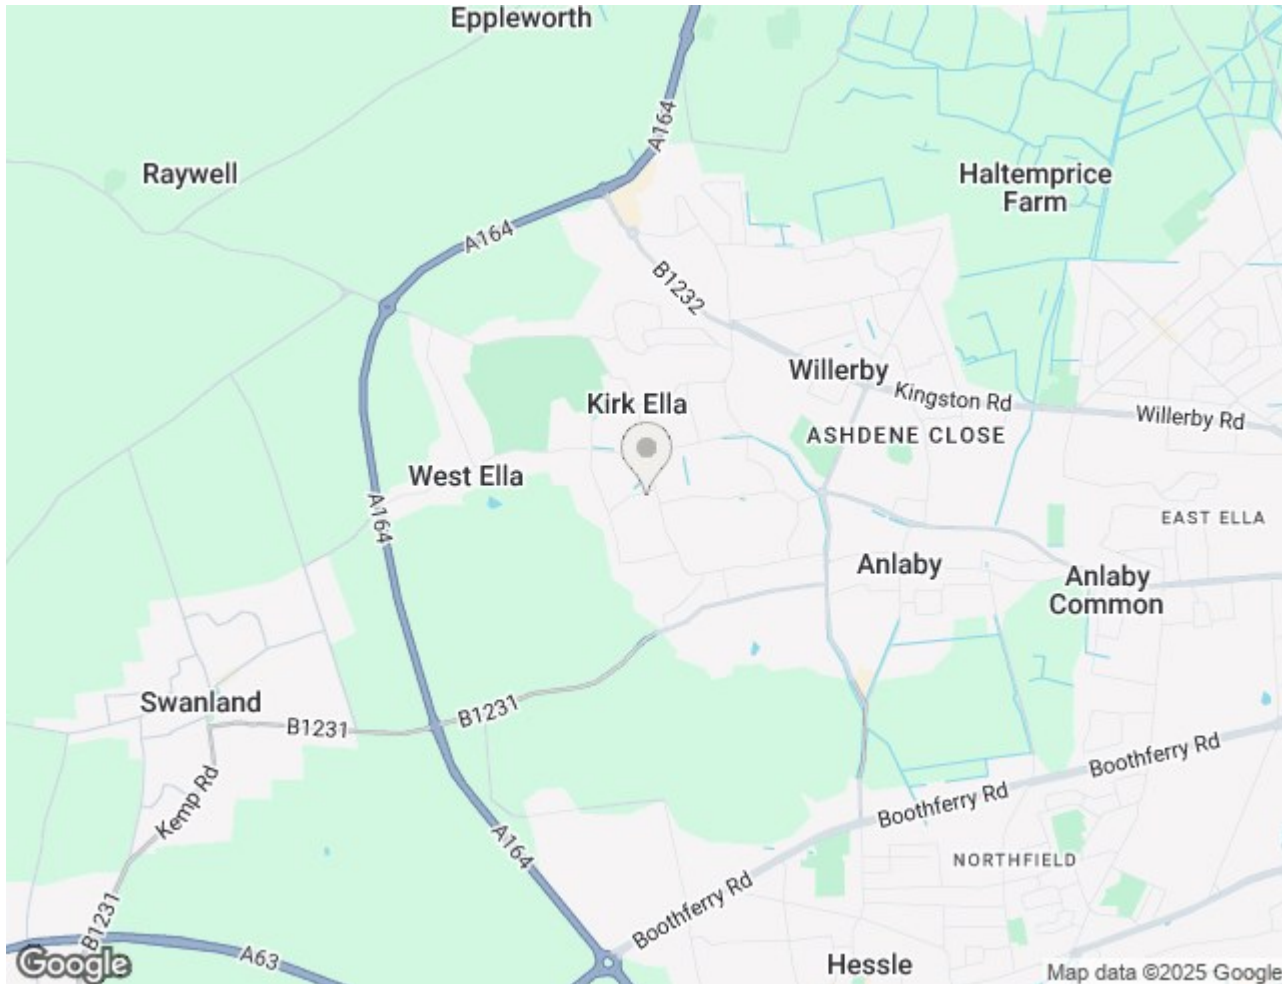 Eppleworth
A164
Raywell
Haltemprice
Farm
A164
B1232
Willerby
Kingston Rd
Willerby Rd
Kirk Ella
ASHDENE CLOSE
West Ella
A164
EAST ELLA
Anlaby
Anlaby
Common
Swanland
B1231
B1231
Boothferry Rd
Kemp Rd
Boothferry Rd
A164
NORTHFIELD
Boothferry Rd
B1231
A63
Hessle
Google
Map data ©2025 Google